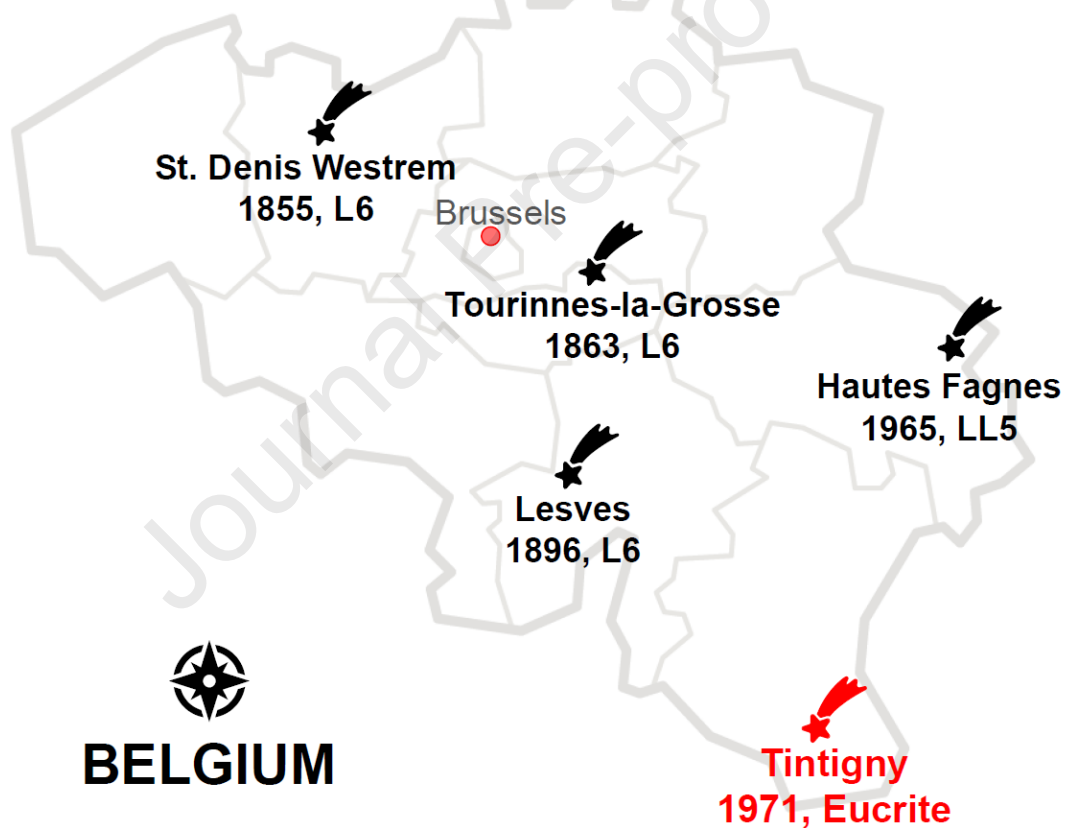 Journal Pre-pro
St. Denis Westrem
1855, L6
Brussels
Tourinnes-la-Grosse
1863, L6
Hautes Fagnes
1965, LL5
Lesves
1896, L6
BELGIUM
Tintigny
1971, Eucrite